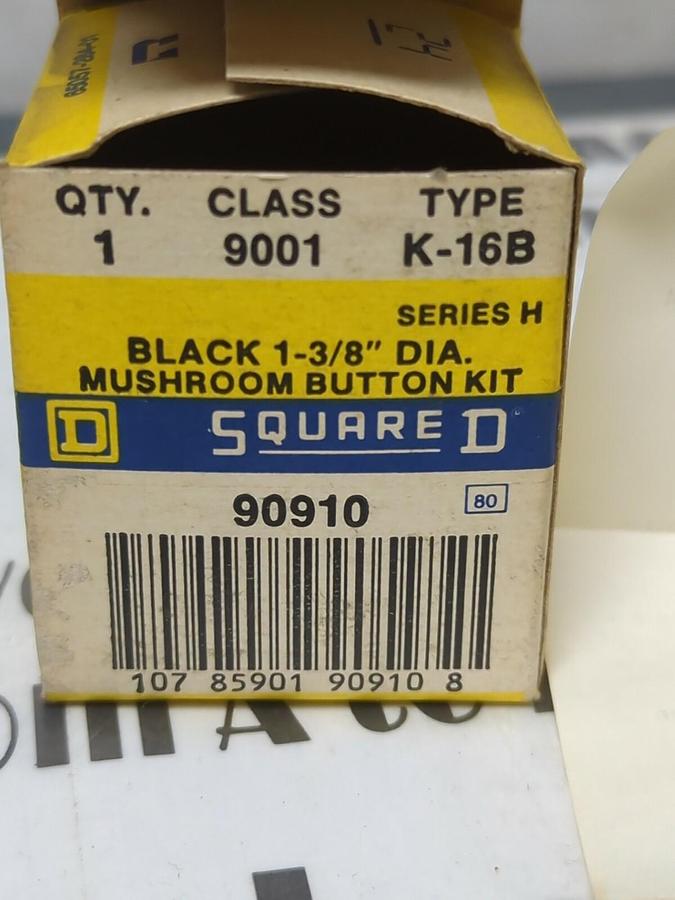 QTY. CLASS TYPE
1 9001 K-16B
SERIES H
BLACK 1-3/8" DIA.
MUSHROOM BUTTON KIT
D SQUARE D
90910 80
107 85901 90910 8